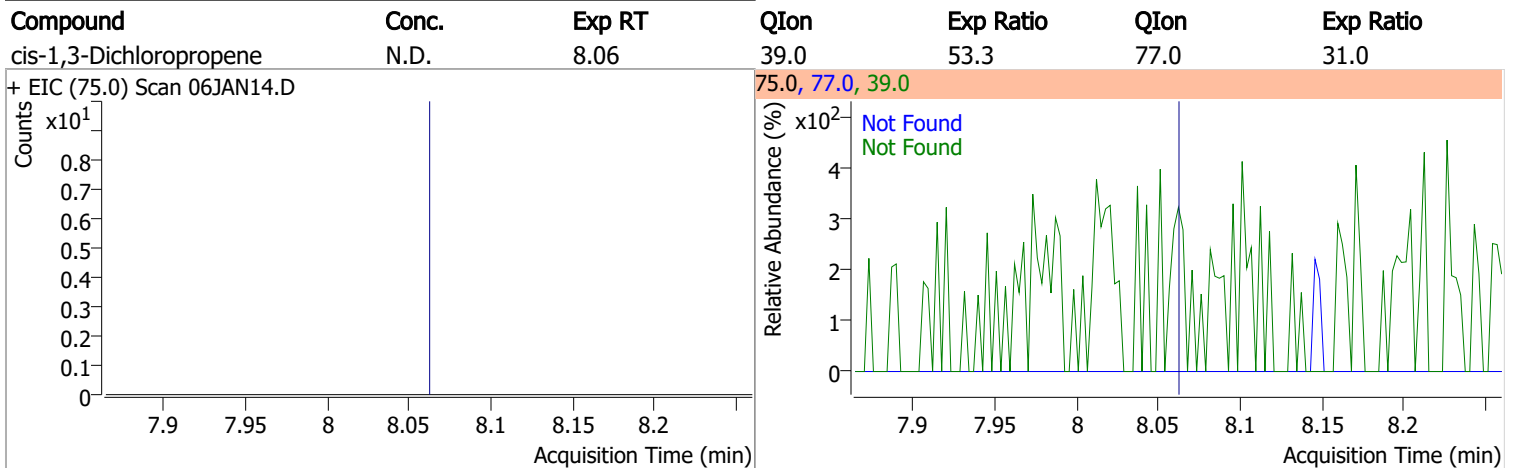 Compound Conc. Exp RT QIon Exp Ratio QIon Exp Ratio
cis-1,3-Dichloropropene N.D. 8.06 39.0 53.3 77.0 31.0
+ EIC (75.0) Scan 06JAN14.D
Counts
x10¹
0.8
0.7
0.6
0.5
0.4
0.3
0.2
0.1
0
7.9 7.95 8 8.05 8.1 8.15 8.2
Acquisition Time (min)
75.0, 77.0, 39.0
Relative Abundance (%)
x10²
Not Found
Not Found
4
3
2
1
0
7.9 7.95 8 8.05 8.1 8.15 8.2
Acquisition Time (min)